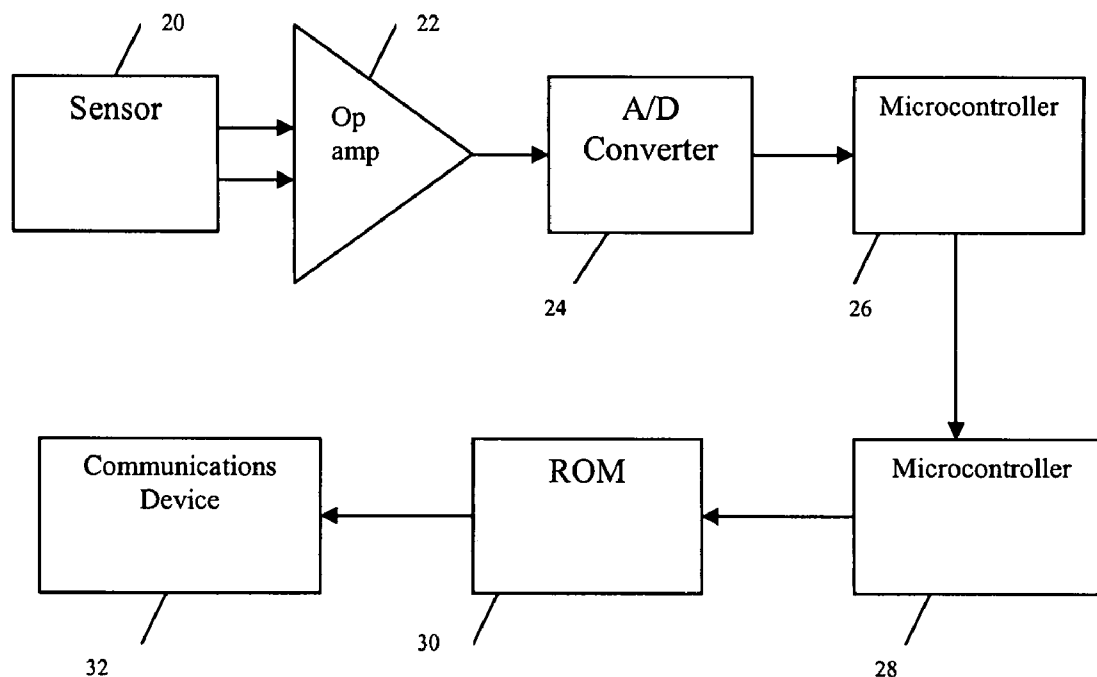 20
22
Sensor
Op
amp
A/D
Converter
Microcontroller
24
26
Communications
Device
ROM
Microcontroller
32
30
28